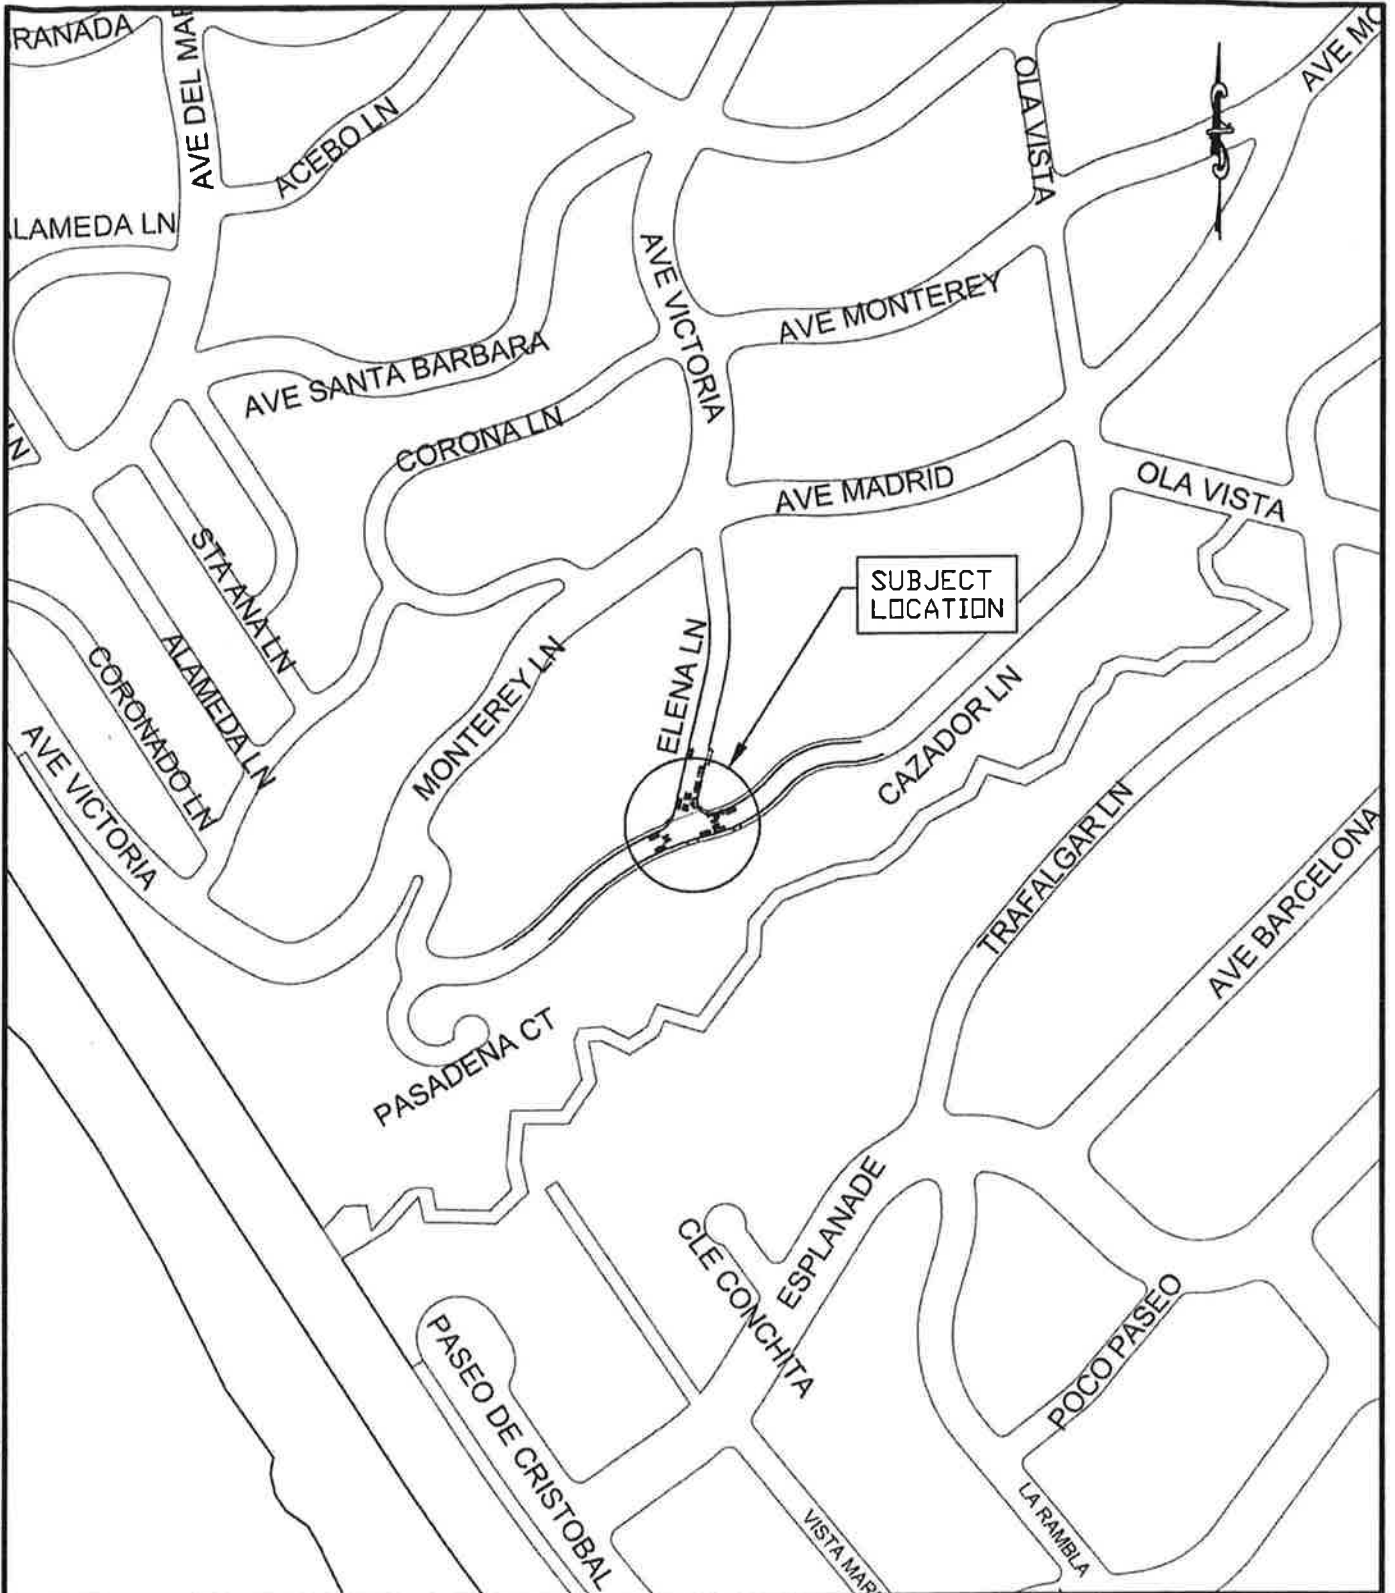 RANADA
AVE DEL MAR
ACEBO LN
OLA VISTA
AVE MO
LAMEDA LN
AVE VICTORIA
AVE MONTEREY
AVE SANTA BARBARA
CORONA LN
LN
AVE MADRID
OLA VISTA
STA ANA LN
SUBJECT
LOCATION
ELENA LN
CORONADO LN
ALAMEDA LN
MONTEREY LN
CAZADOR LN
AVE VICTORIA
TRAFALGAR LN
AVE BARCELONA
PASADENA CT
ESPLANADE
CLE CONCHITA
POCO PASEO
PASEO DE CRISTOBAL
VISTA MARI
LA RAMBLA